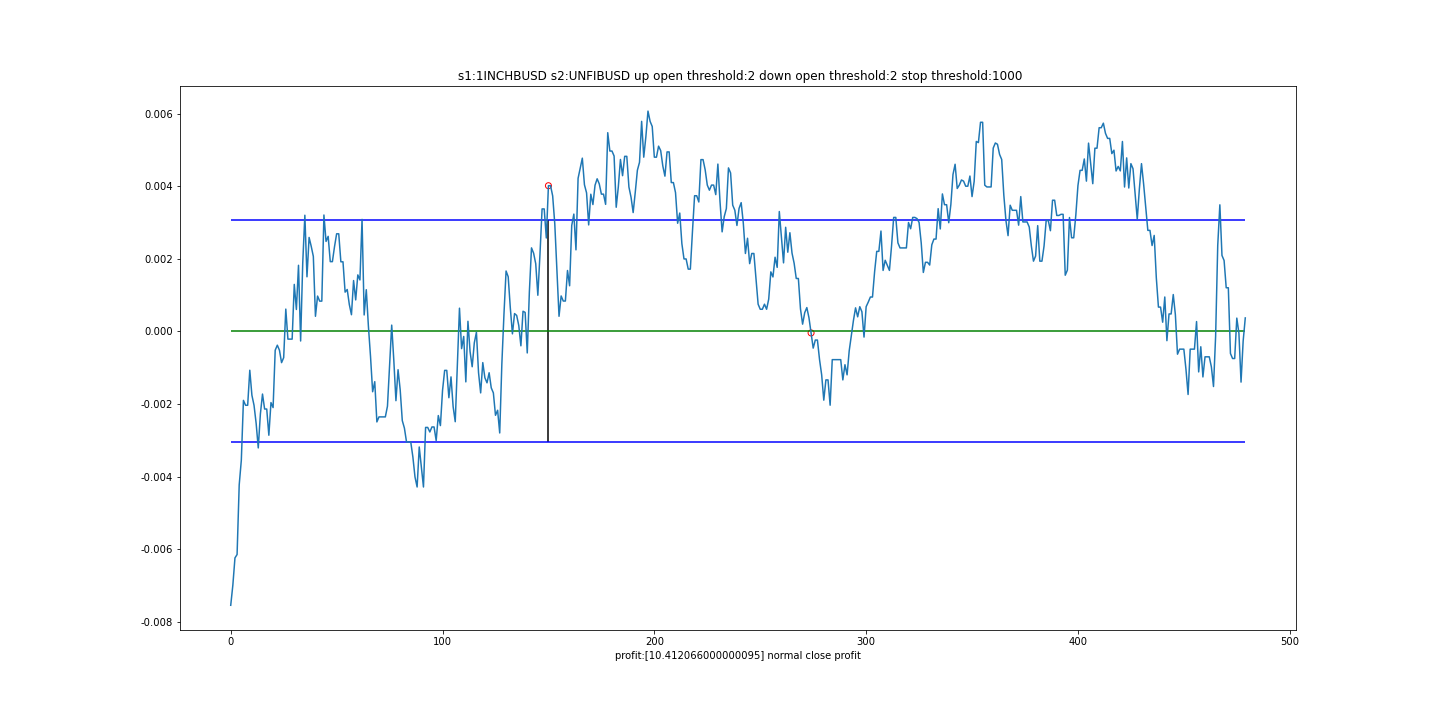 s1:1INCHBUSD s2:UNFIBUSD up open threshold:2 down open threshold:2 stop threshold:1000
0.006
0.004
0.002
0.000
-0.002
-0.004
-0.006
-0.008
0 100 200 300 400 500
profit:[10.412066000000095] normal close profit